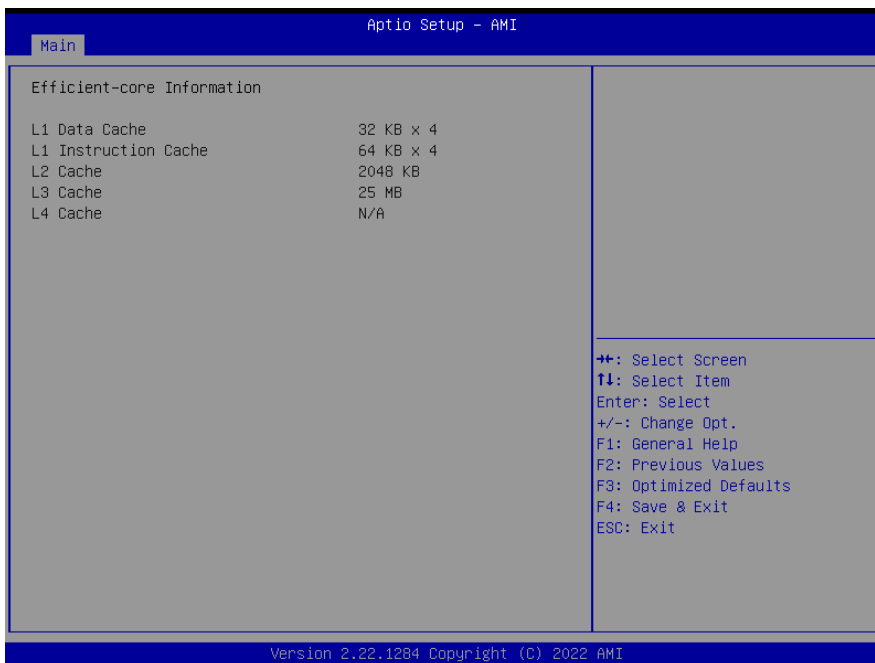 Aptio Setup – AMI
Main
Efficient-core Information
L1 Data Cache 32 KB x 4
L1 Instruction Cache 64 KB x 4
L2 Cache 2048 KB
L3 Cache 25 MB
L4 Cache N/A
→←: Select Screen
↑↓: Select Item
Enter: Select
+/-: Change Opt.
F1: General Help
F2: Previous Values
F3: Optimized Defaults
F4: Save & Exit
ESC: Exit
Version 2.22.1284 Copyright (C) 2022 AMI